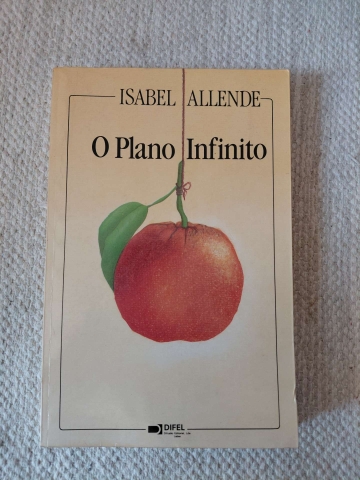 ISABEL ALLENDE
O Plano Infinito
DIFEL